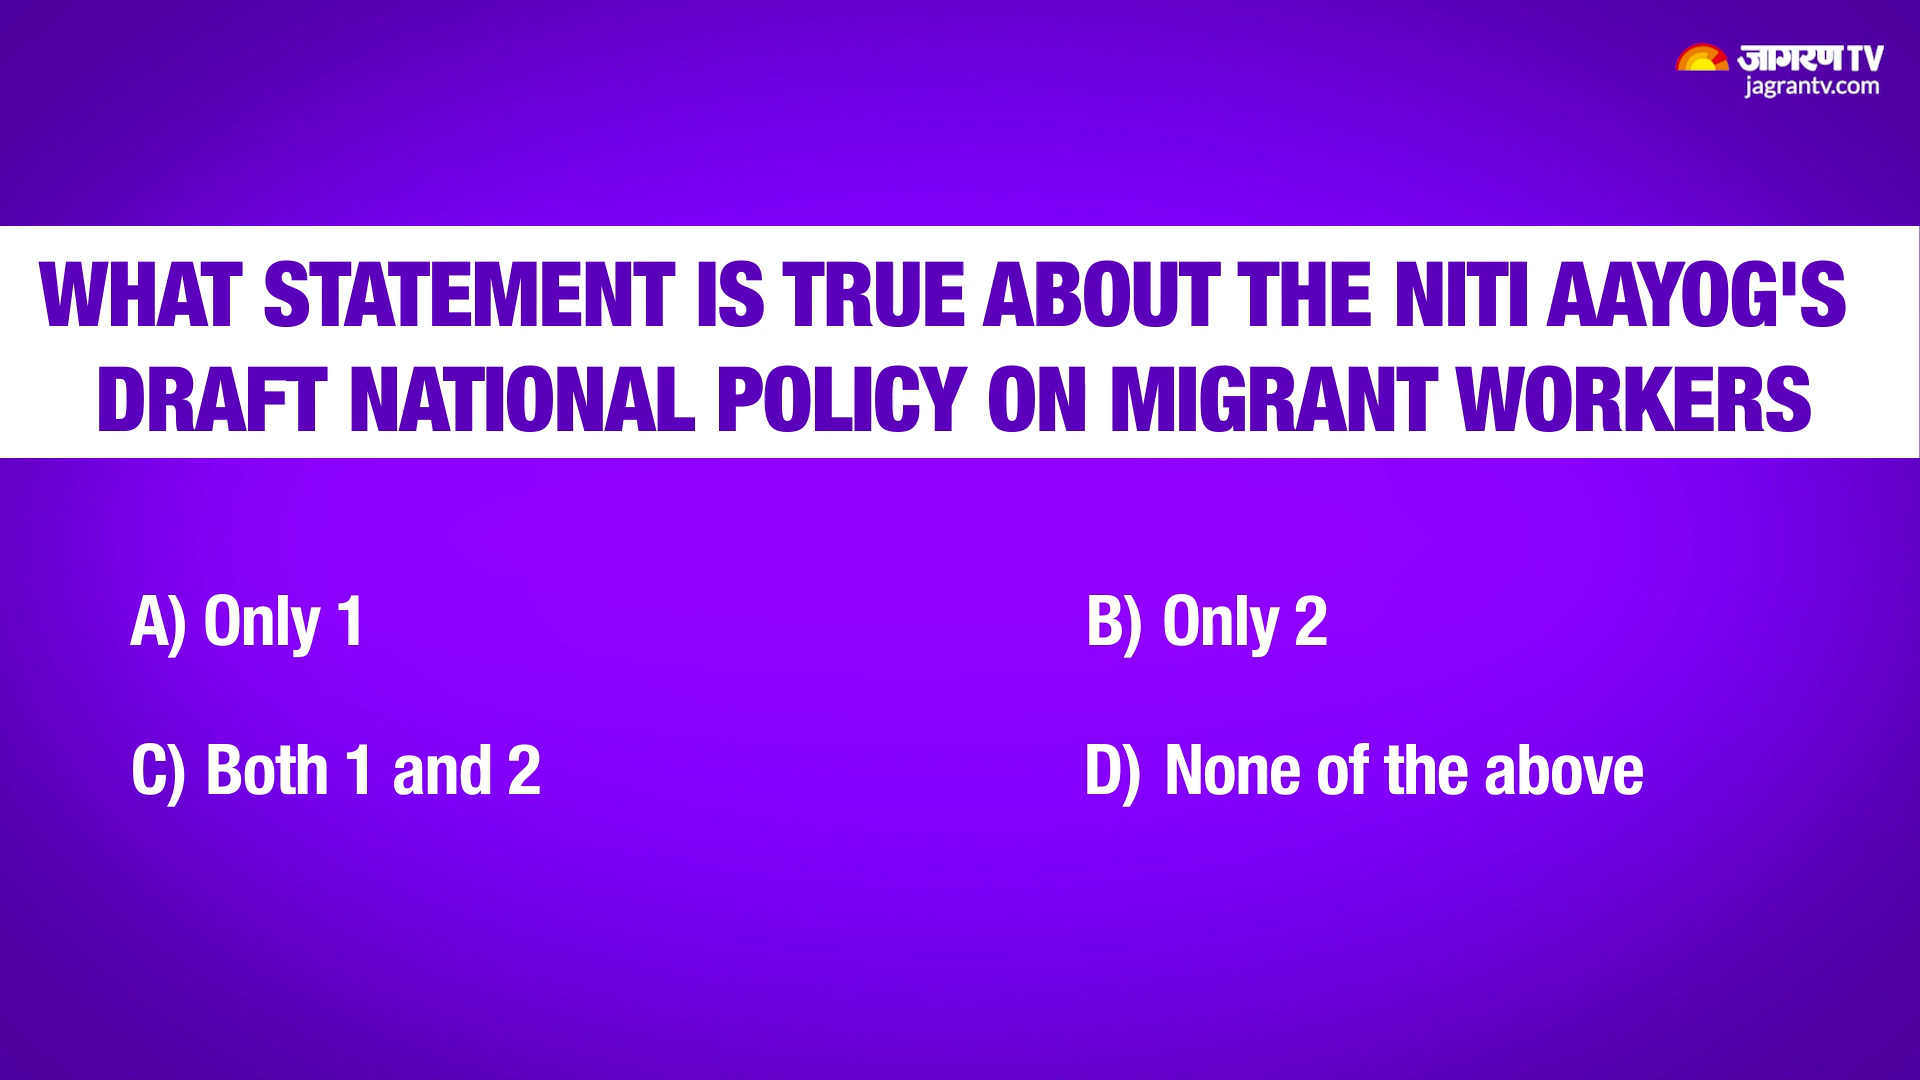 जागरण TV
jagrantv.com
WHAT STATEMENT IS TRUE ABOUT THE NITI AAYOG'S
DRAFT NATIONAL POLICY ON MIGRANT WORKERS
A) Only 1
B) Only 2
C) Both 1 and 2
D) None of the above